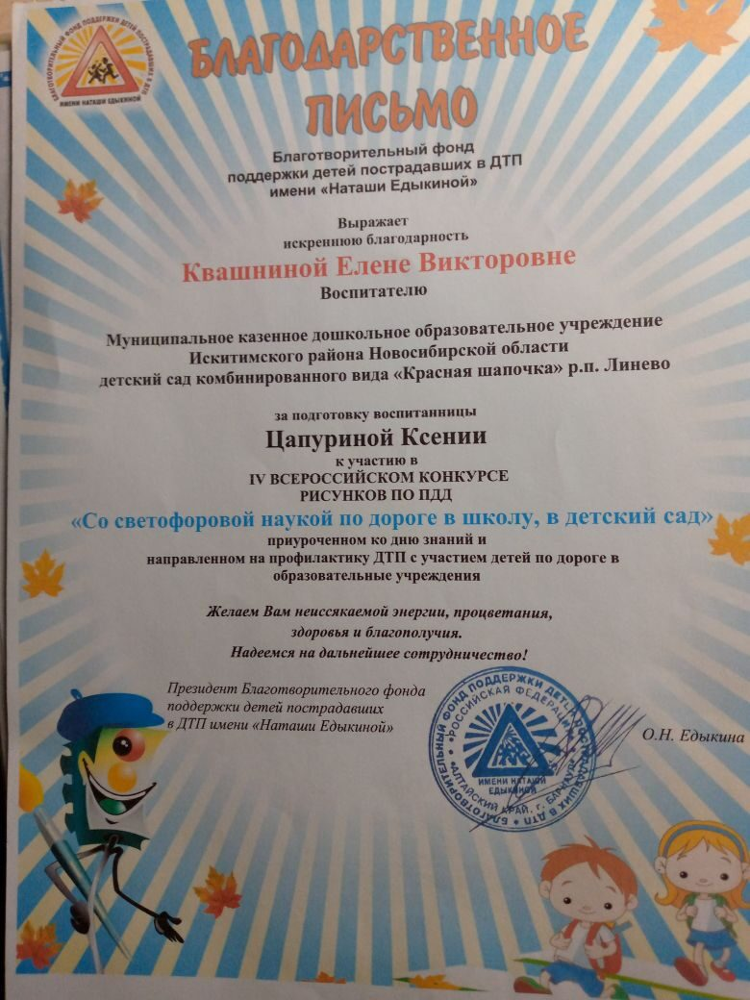 БЛАГОТВОРИТЕЛЬНЫЙ ФОНД ПОДДЕРЖКИ ДЕТЕЙ ПОСТРАДАВШИХ В ДТП
ИМЕНИ НАТАШИ ЕДЫКИНОЙ
БЛАГОДАРСТВЕННОЕ
ПИСЬМО
Благотворительный фонд
поддержки детей пострадавших в ДТП
имени «Наташи Едыкиной»
Выражает
искреннюю благодарность
Квашниной Елене Викторовне
Воспитателю
Муниципальное казенное дошкольное образовательное учреждение
Искитимского района Новосибирской области
детский сад комбинированного вида «Красная шапочка» р.п. Линево
за подготовку воспитанницы
Цапуриной Ксении
к участию в
IV ВСЕРОССИЙСКОМ КОНКУРСЕ
РИСУНКОВ ПО ПДД
«Со светофоровой наукой по дороге в школу, в детский сад»
приуроченном ко дню знаний и
направленном на профилактику ДТП с участием детей по дороге в
образовательные учреждения
Желаем Вам неиссякаемой энергии, процветания,
здоровья и благополучия.
Надеемся на дальнейшее сотрудничество!
Президент Благотворительного фонда
поддержки детей пострадавших
в ДТП имени «Наташи Едыкиной»
БЛАГОТВОРИТЕЛЬНЫЙ ФОНД ПОДДЕРЖКИ ДЕТЕЙ ПОСТРАДАВШИХ В ДТП
РОССИЙСКАЯ ФЕДЕРАЦИЯ
ИМЕНИ НАТАШИ
ЕДЫКИНОЙ
АЛТАЙСКИЙ КРАЙ, г. БАРНАУЛ
О.Н. Едыкина